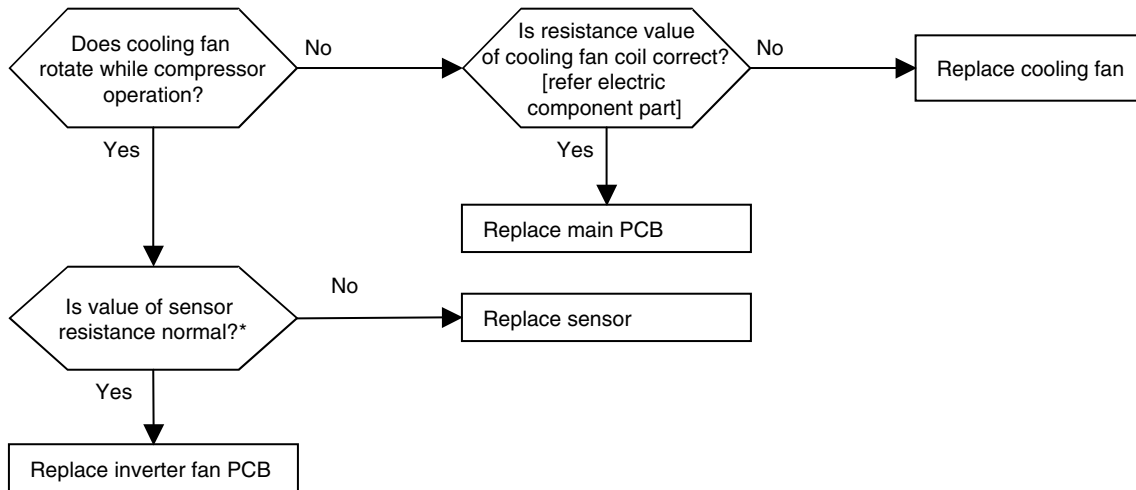 Does cooling fan
rotate while compressor
operation?
No
Is resistance value
of cooling fan coil correct?
[refer electric
component part]
No
Replace cooling fan
Yes
Yes
Replace main PCB
Is value of sensor
resistance normal?*
No
Replace sensor
Yes
Replace inverter fan PCB